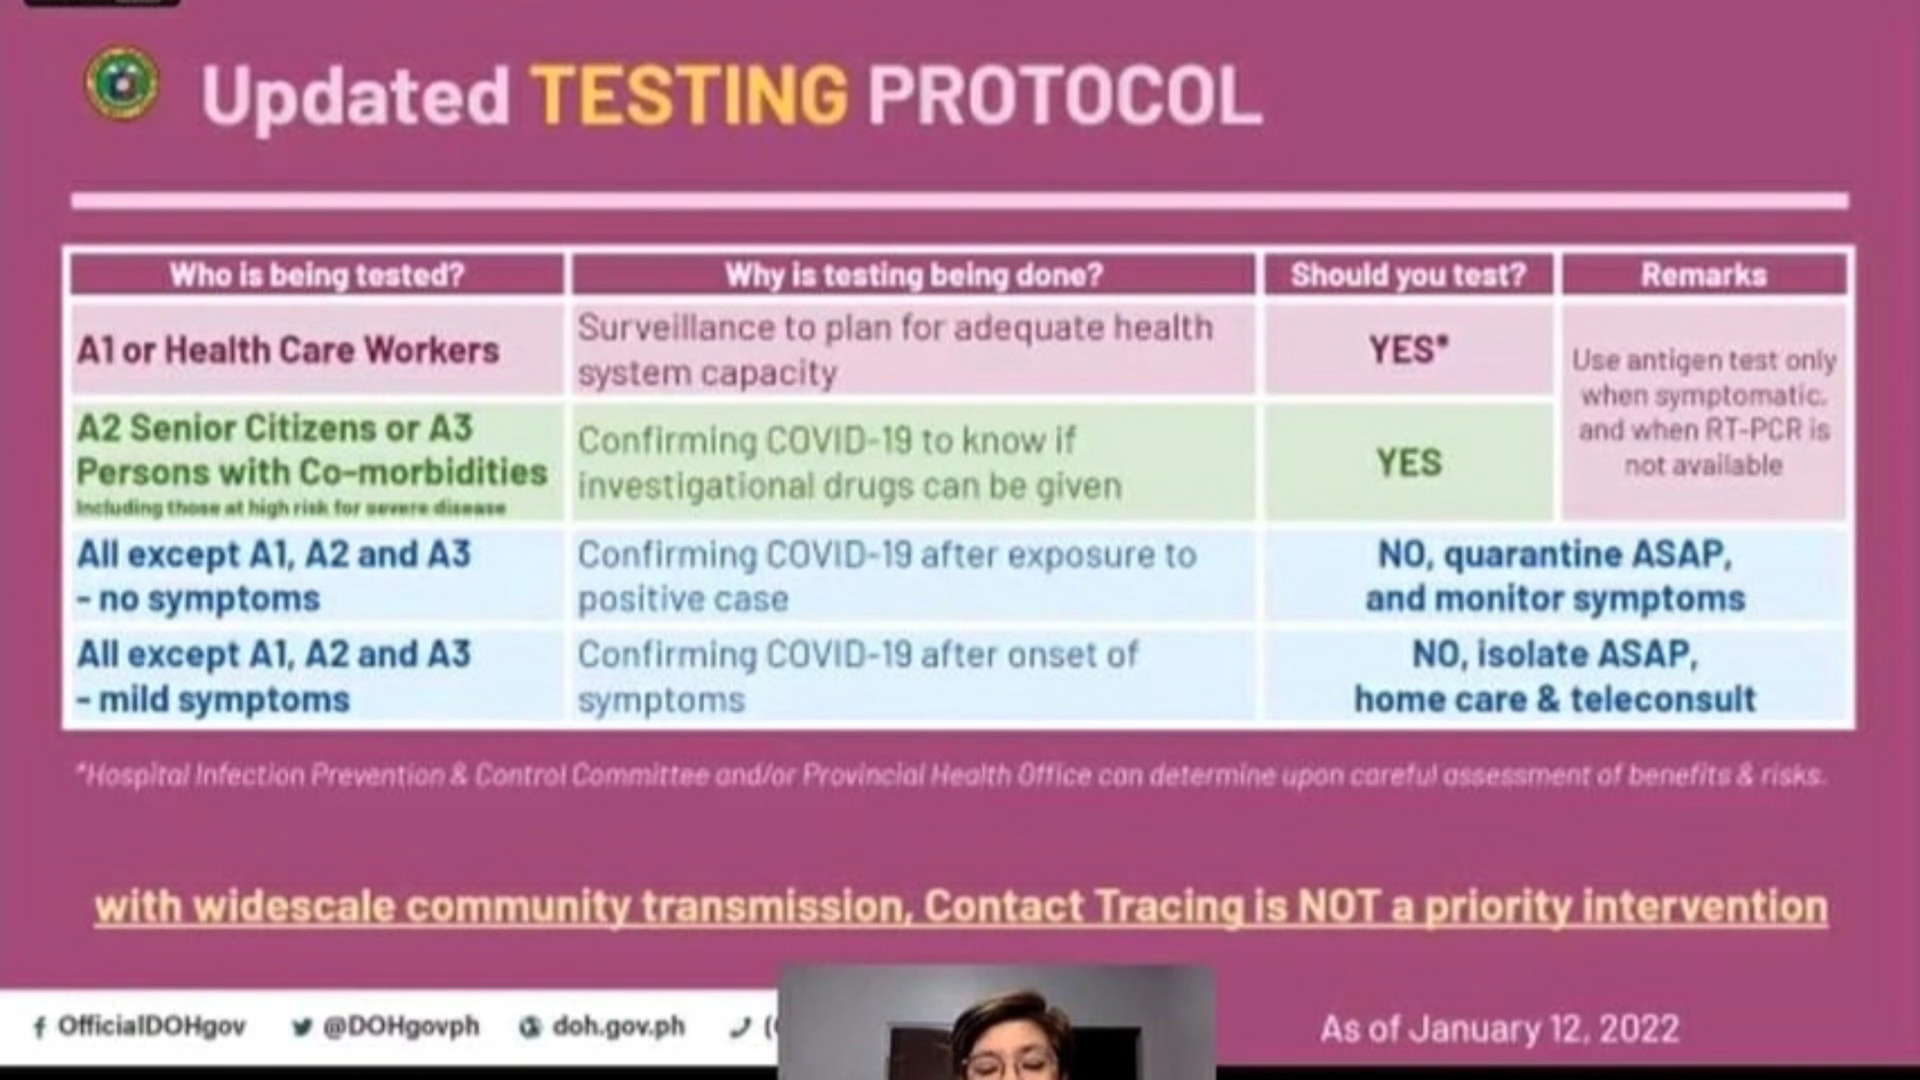 Updated TESTING PROTOCOL
Who is being tested?
Why is testing being done?
Should you test?
Remarks
A1 or Health Care Workers
Surveillance to plan for adequate health
system capacity
YES*
Use antigen test only
when symptomatic,
and when RT-PCR is
not available
A2 Senior Citizens or A3
Persons with Co-morbidities
Including those at high risk for severe disease
Confirming COVID-19 to know if
investigational drugs can be given
YES
All except A1, A2 and A3
- no symptoms
Confirming COVID-19 after exposure to
positive case
NO, quarantine ASAP,
and monitor symptoms
All except A1, A2 and A3
- mild symptoms
Confirming COVID-19 after onset of
symptoms
NO, isolate ASAP,
home care & teleconsult
*Hospital Infection Prevention & Control Committee and/or Provincial Health Office can determine upon careful assessment of benefits & risks.
with widescale community transmission, Contact Tracing is NOT a priority intervention
OfficialDOHgov
@DOHgovph
doh.gov.ph
As of January 12, 2022